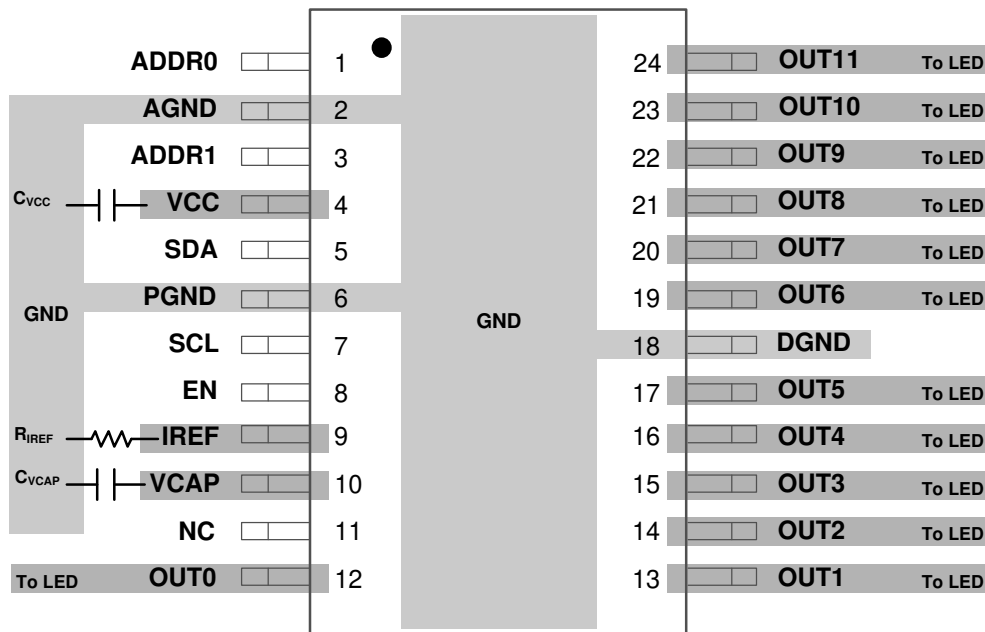 ADDR0 1 24 OUT11 To LED
AGND 2 23 OUT10 To LED
ADDR1 3 22 OUT9 To LED
CVCC VCC 4 21 OUT8 To LED
SDA 5 20 OUT7 To LED
PGND 6 19 OUT6 To LED
GND GND
SCL 7 18 DGND
EN 8 17 OUT5 To LED
RIREF IREF 9 16 OUT4 To LED
CVCAP VCAP 10 15 OUT3 To LED
NC 11 14 OUT2 To LED
To LED OUT0 12 13 OUT1 To LED